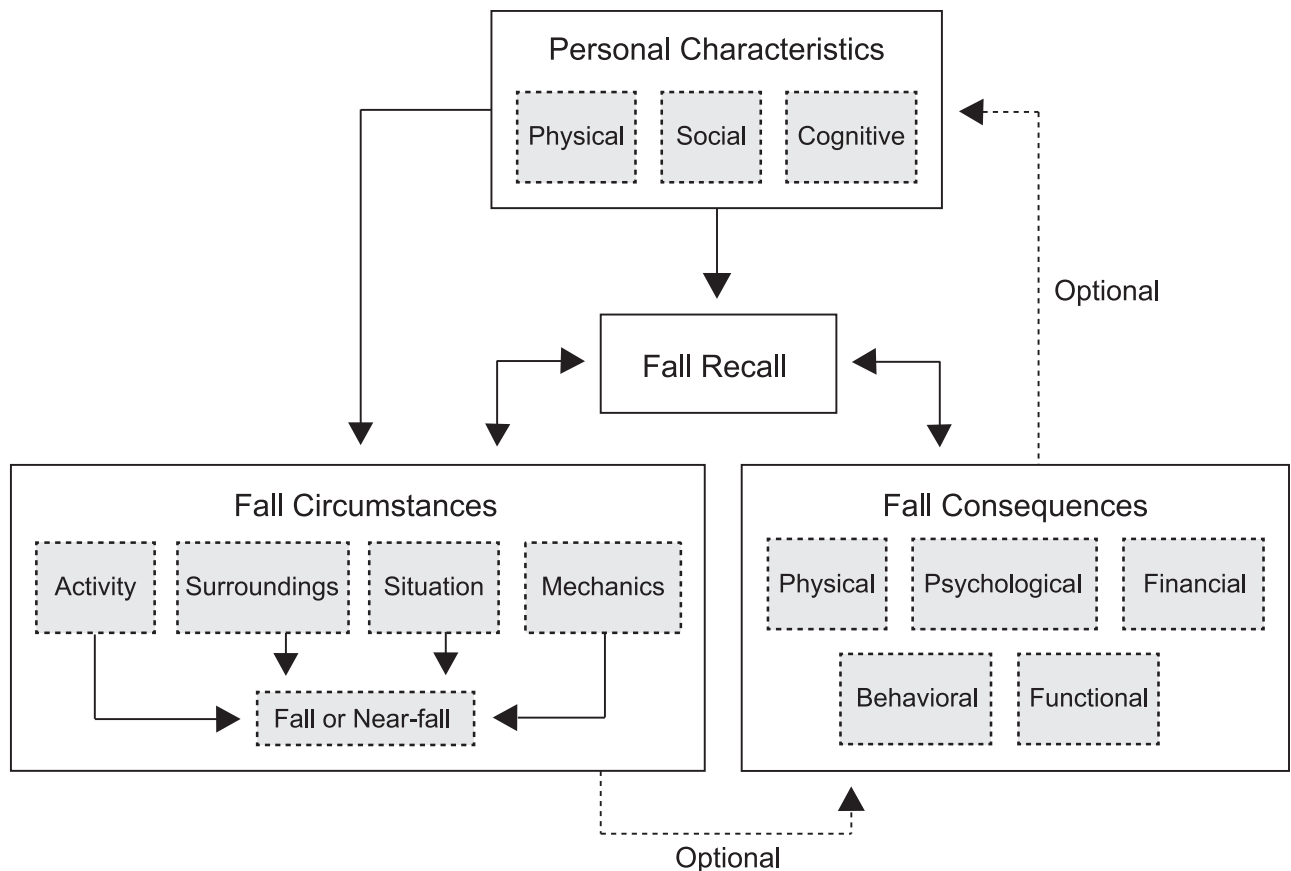 Personal Characteristics
Physical
Social
Cognitive
Optional
Fall Recall
Fall Circumstances
Activity
Surroundings
Situation
Mechanics
Fall or Near-fall
Fall Consequences
Physical
Psychological
Financial
Behavioral
Functional
Optional